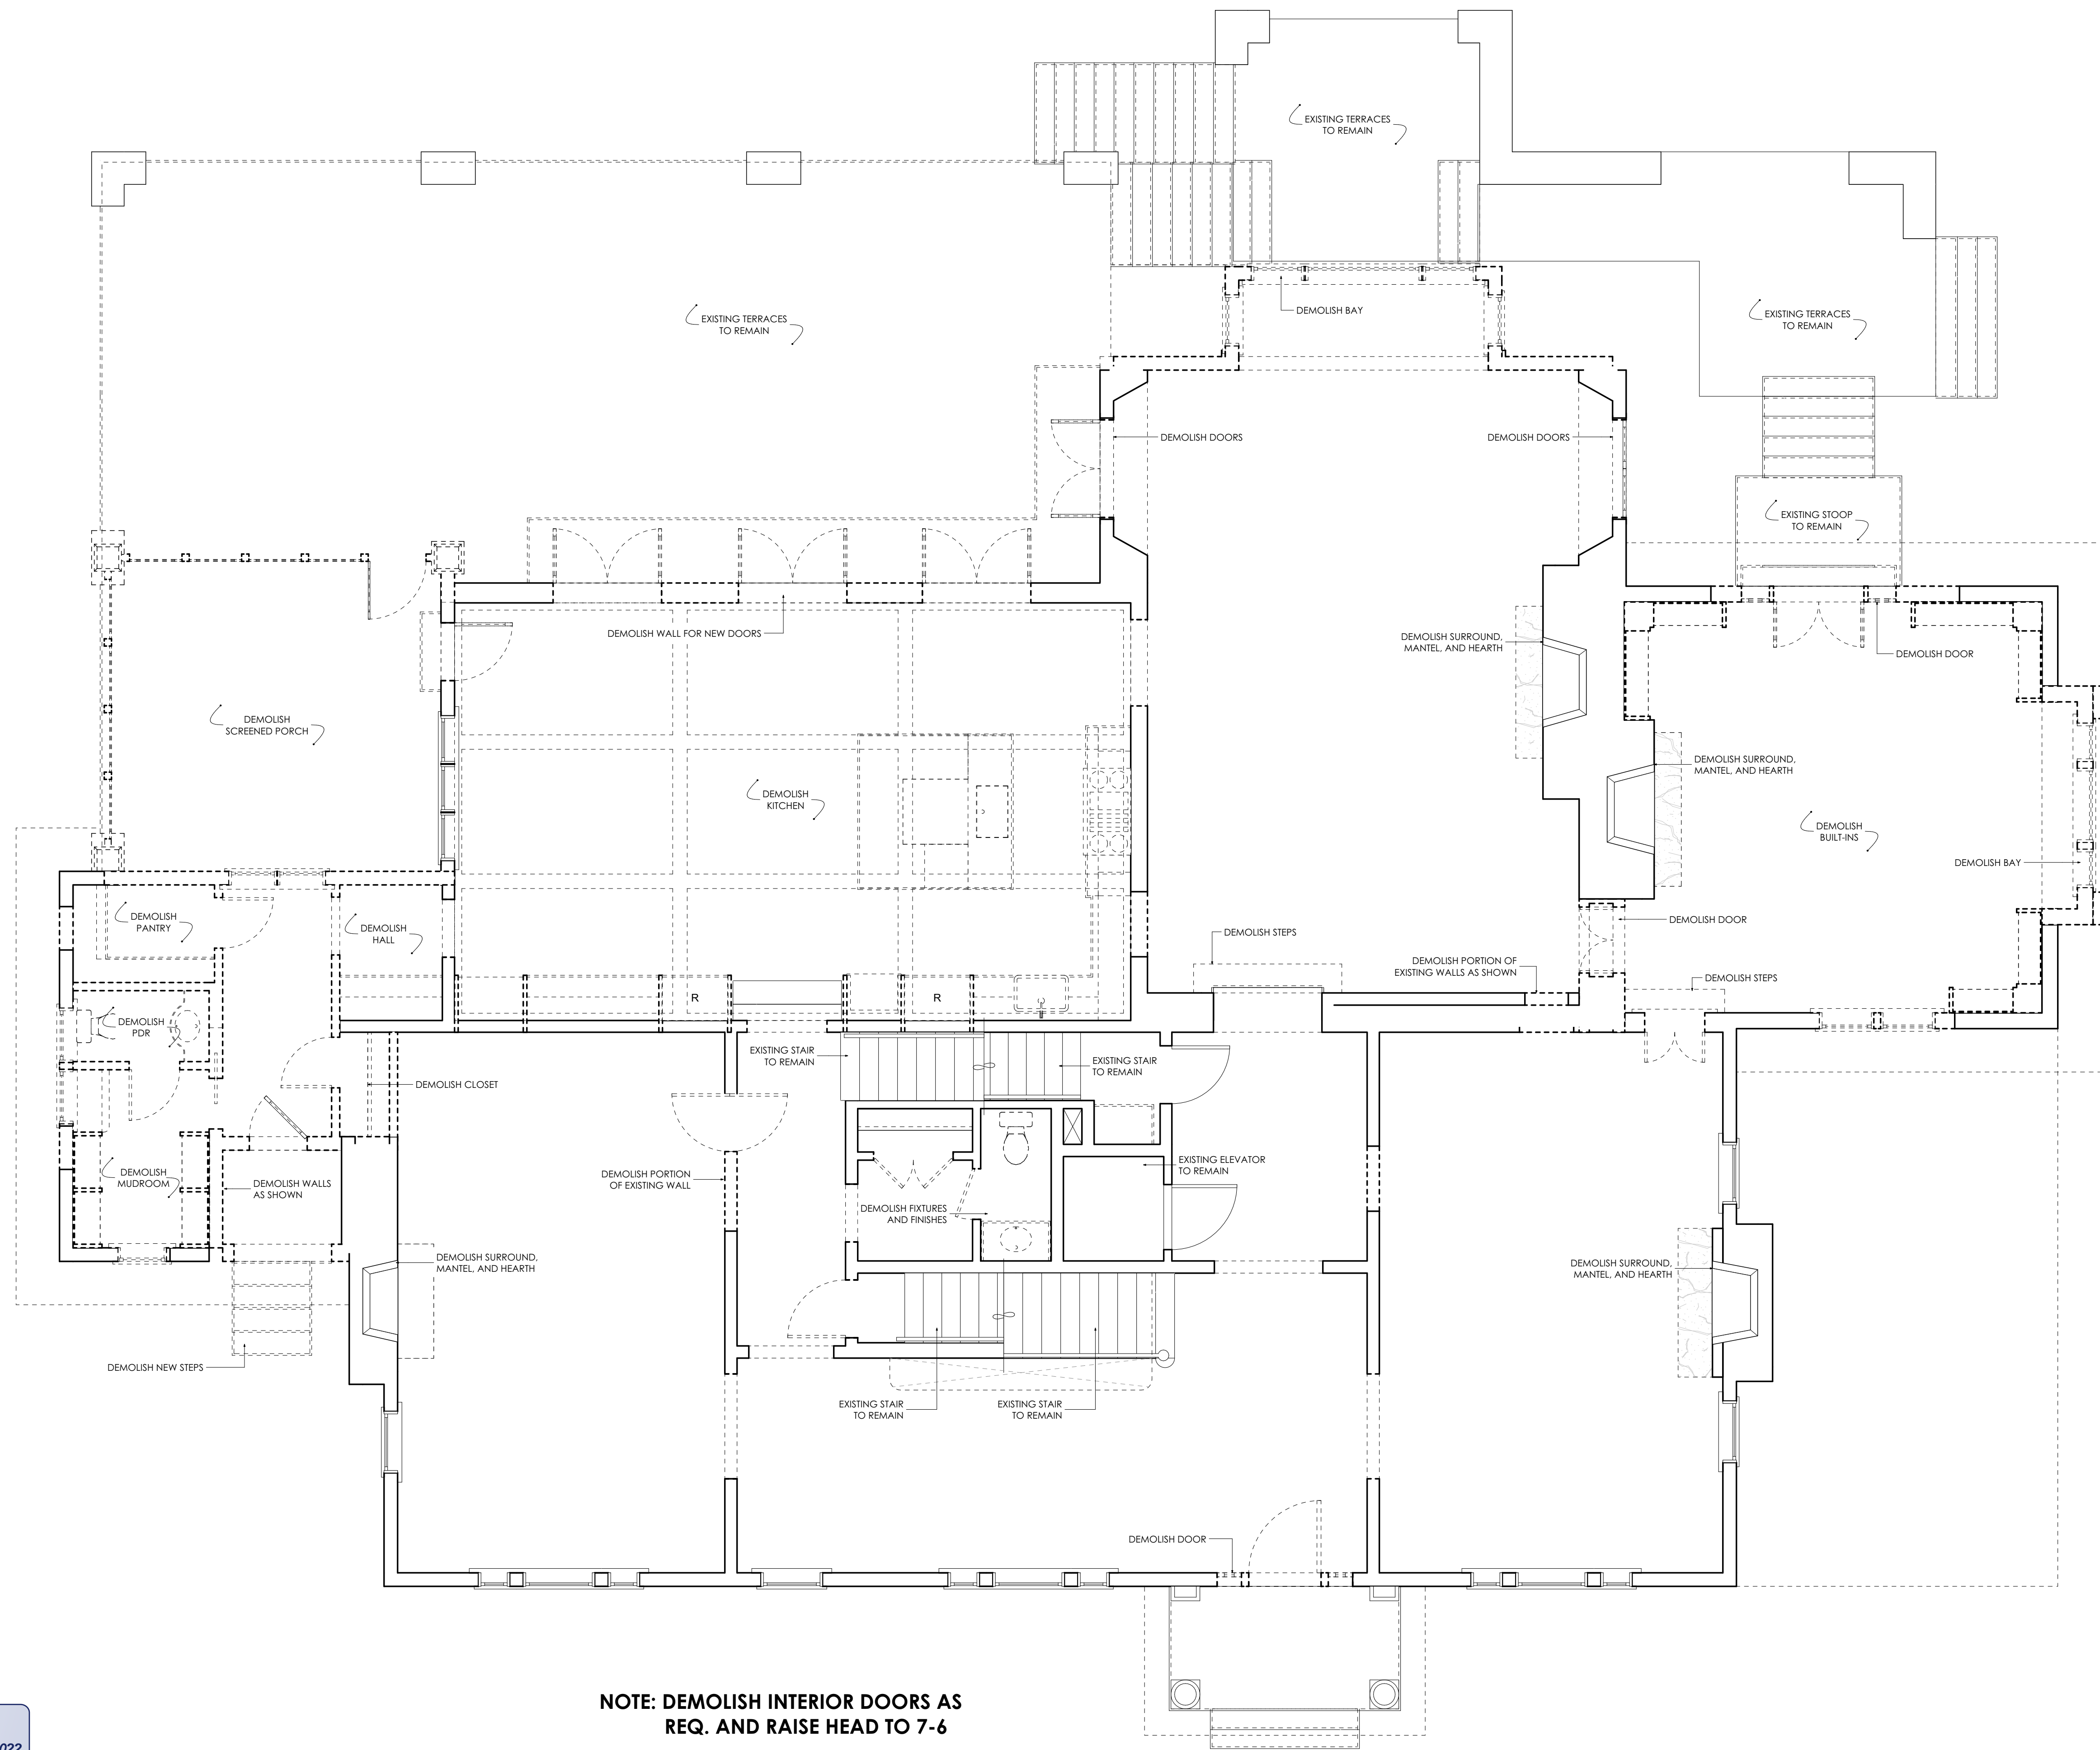 EXISTING TERRACES
TO REMAIN
EXISTING TERRACES
TO REMAIN
DEMOLISH BAY
EXISTING TERRACES
TO REMAIN
DEMOLISH DOORS
DEMOLISH DOORS
EXISTING STOOP
TO REMAIN
DEMOLISH WALL FOR NEW DOORS
DEMOLISH SURROUND,
MANTEL, AND HEARTH
DEMOLISH DOOR
DEMOLISH
SCREENED PORCH
DEMOLISH SURROUND,
MANTEL, AND HEARTH
DEMOLISH
KITCHEN
DEMOLISH
BUILT-INS
DEMOLISH BAY
DEMOLISH
PANTRY
DEMOLISH
HALL
DEMOLISH DOOR
DEMOLISH STEPS
DEMOLISH PORTION OF
EXISTING WALLS AS SHOWN
DEMOLISH STEPS
R
R
DEMOLISH
PDR
EXISTING STAIR
TO REMAIN
EXISTING STAIR
TO REMAIN
DEMOLISH CLOSET
DEMOLISH PORTION
OF EXISTING WALL
EXISTING ELEVATOR
TO REMAIN
DEMOLISH
MUDROOM
DEMOLISH WALLS
AS SHOWN
DEMOLISH FIXTURES
AND FINISHES
DEMOLISH SURROUND,
MANTEL, AND HEARTH
DEMOLISH SURROUND,
MANTEL, AND HEARTH
DEMOLISH NEW STEPS
EXISTING STAIR
TO REMAIN
EXISTING STAIR
TO REMAIN
DEMOLISH DOOR
NOTE: DEMOLISH INTERIOR DOORS AS
REQ. AND RAISE HEAD TO 7-6